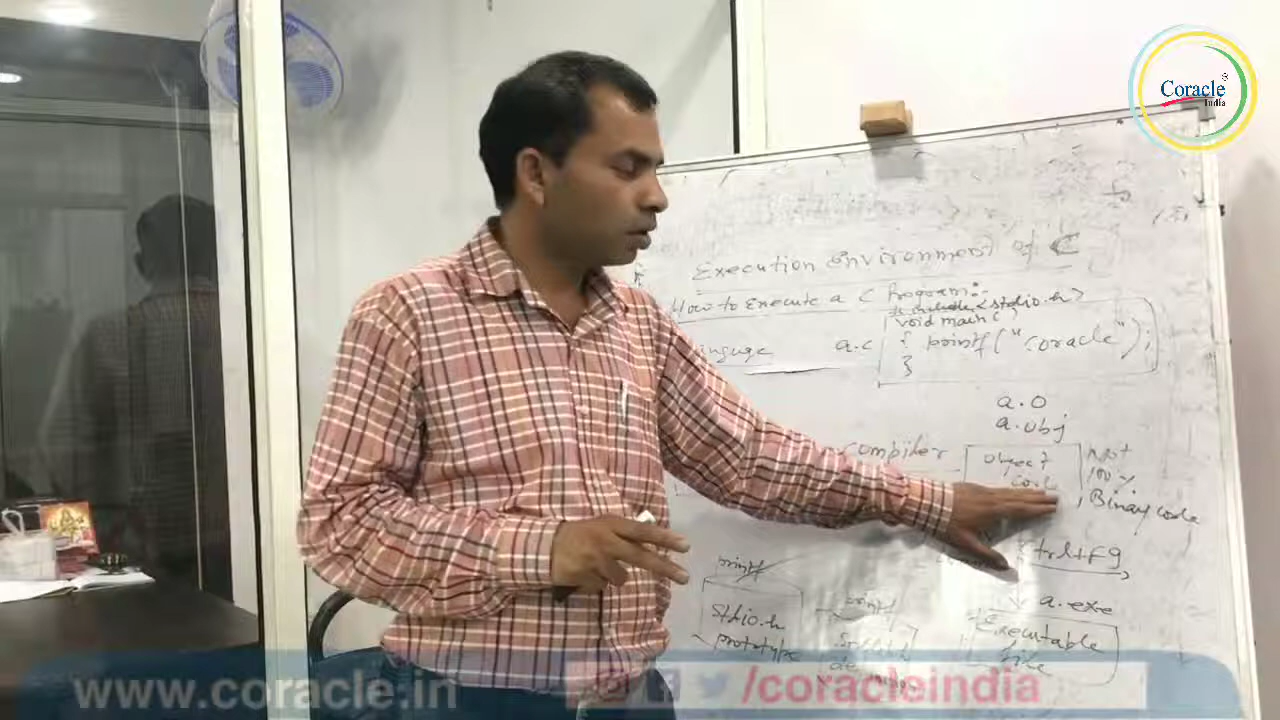 Coracle
India
Execution Environment of C
How to Execute a C Program:-
# include <stdio.h>
void main( )
a.c { printf("coracle");
}
a.o
a.obj
compiler
object
code
Not
100%
Binary code
ctrl+F9
a.exe
Executable
file
printf
stdio.h
prototype
printf
www.coracle.in
/coracleindia